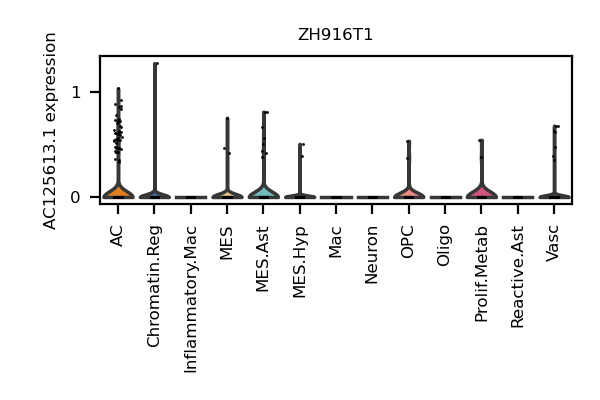 ZH916T1
AC125613.1 expression
1
0
AC
Chromatin.Reg
Inflammatory.Mac
MES
MES.Ast
MES.Hyp
Mac
Neuron
OPC
Oligo
Prolif.Metab
Reactive.Ast
Vasc